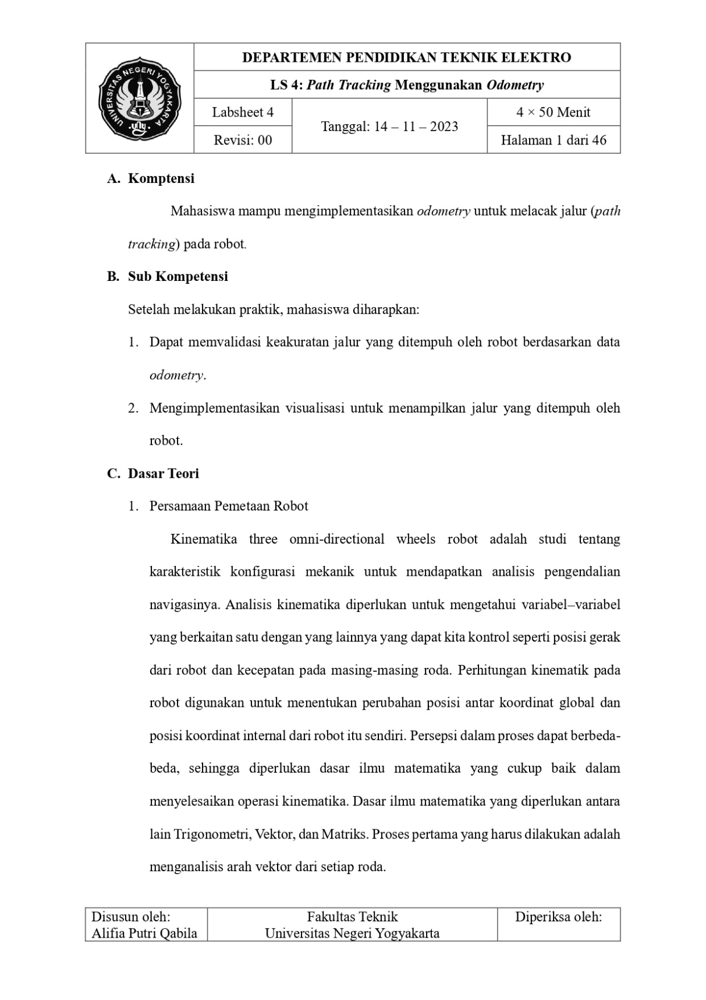 UNIVERSITAS NEGERI YOGYAKARTA
uny
DEPARTEMEN PENDIDIKAN TEKNIK ELEKTRO
LS 4: Path Tracking Menggunakan Odometry
Labsheet 4
Tanggal: 14 – 11 – 2023
4 × 50 Menit
Revisi: 00
Halaman 1 dari 46
A. Komptensi
Mahasiswa mampu mengimplementasikan odometry untuk melacak jalur (path
tracking) pada robot.
B. Sub Kompetensi
Setelah melakukan praktik, mahasiswa diharapkan:
1. Dapat memvalidasi keakuratan jalur yang ditempuh oleh robot berdasarkan data
odometry.
2. Mengimplementasikan visualisasi untuk menampilkan jalur yang ditempuh oleh
robot.
C. Dasar Teori
1. Persamaan Pemetaan Robot
Kinematika three omni-directional wheels robot adalah studi tentang
karakteristik konfigurasi mekanik untuk mendapatkan analisis pengendalian
navigasinya. Analisis kinematika diperlukan untuk mengetahui variabel–variabel
yang berkaitan satu dengan yang lainnya yang dapat kita kontrol seperti posisi gerak
dari robot dan kecepatan pada masing-masing roda. Perhitungan kinematik pada
robot digunakan untuk menentukan perubahan posisi antar koordinat global dan
posisi koordinat internal dari robot itu sendiri. Persepsi dalam proses dapat berbeda-
beda, sehingga diperlukan dasar ilmu matematika yang cukup baik dalam
menyelesaikan operasi kinematika. Dasar ilmu matematika yang diperlukan antara
lain Trigonometri, Vektor, dan Matriks. Proses pertama yang harus dilakukan adalah
menganalisis arah vektor dari setiap roda.
Disusun oleh:
Alifia Putri Qabila
Fakultas Teknik
Universitas Negeri Yogyakarta
Diperiksa oleh: